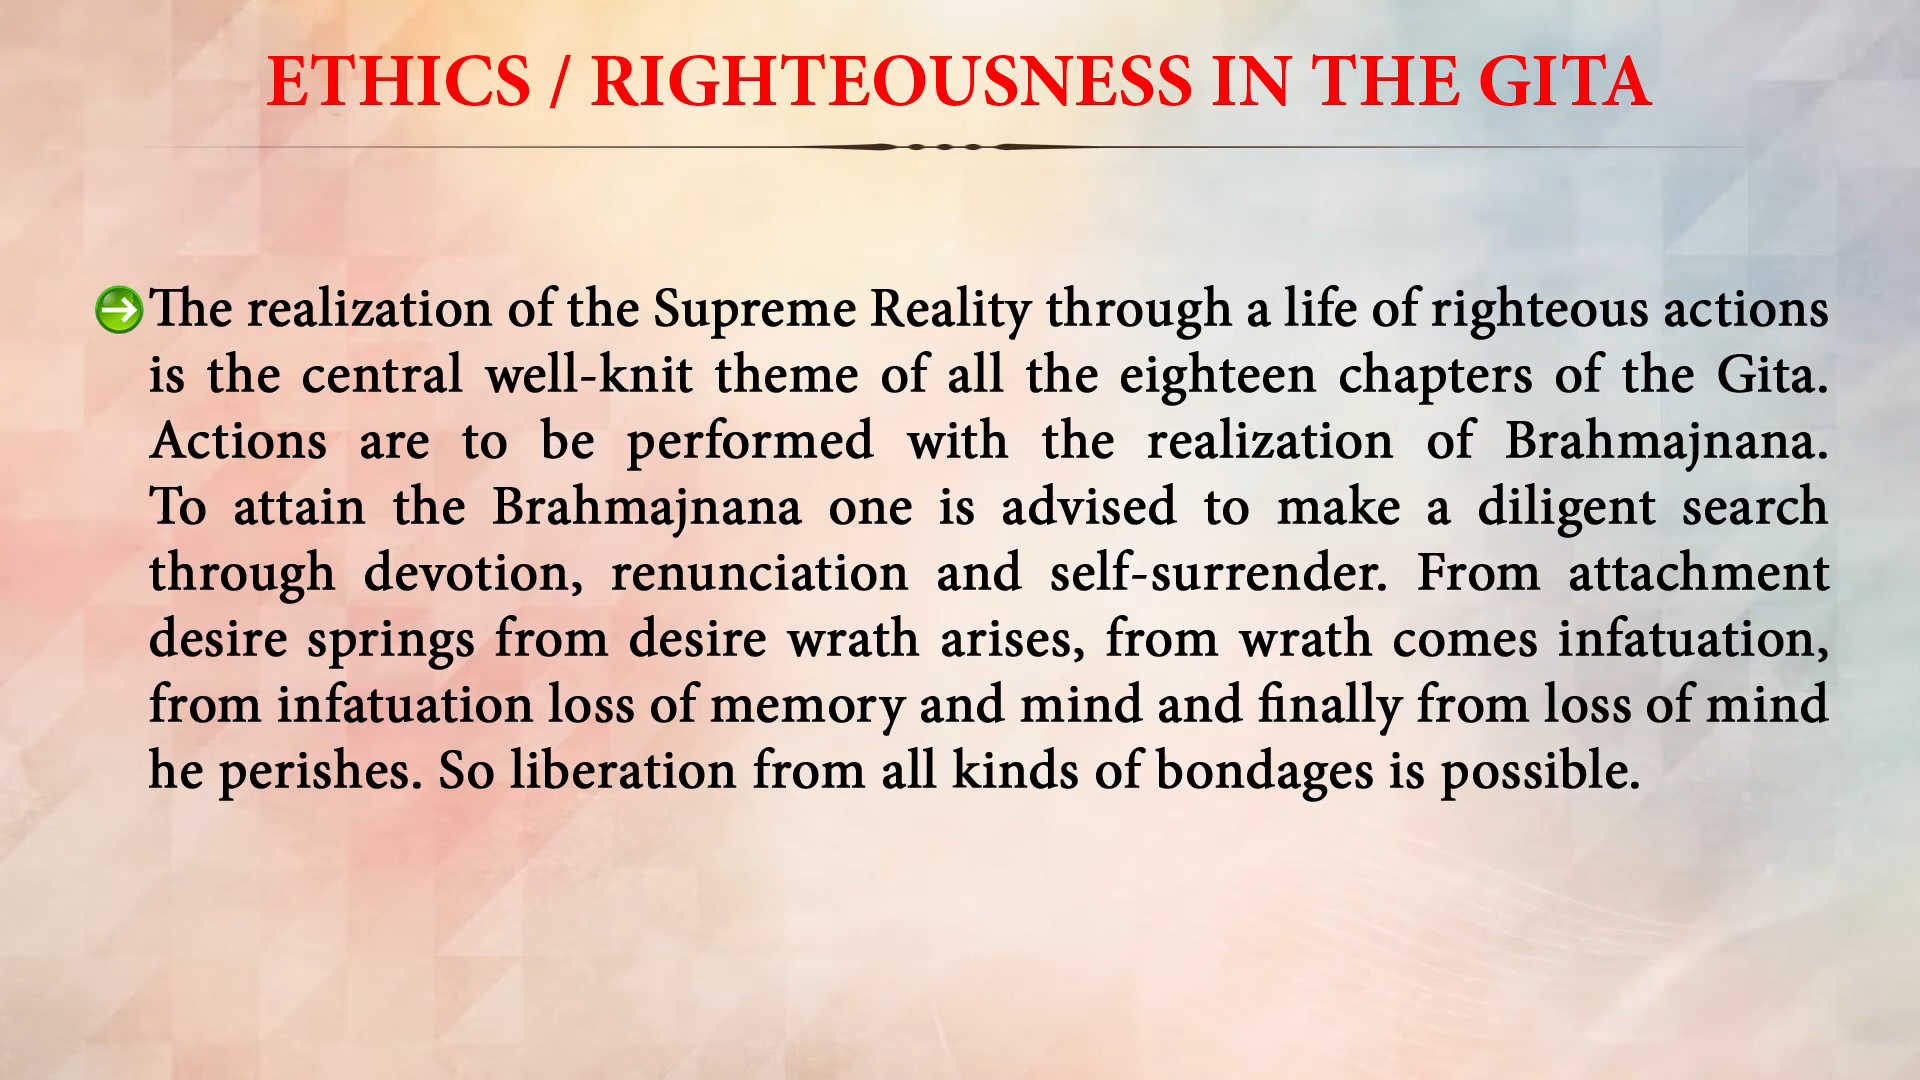 ETHICS / RIGHTEOUSNESS IN THE GITA
The realization of the Supreme Reality through a life of righteous actions
is the central well-knit theme of all the eighteen chapters of the Gita.
Actions are to be performed with the realization of Brahmajnana.
To attain the Brahmajnana one is advised to make a diligent search
through devotion, renunciation and self-surrender. From attachment
desire springs from desire wrath arises, from wrath comes infatuation,
from infatuation loss of memory and mind and finally from loss of mind
he perishes. So liberation from all kinds of bondages is possible.